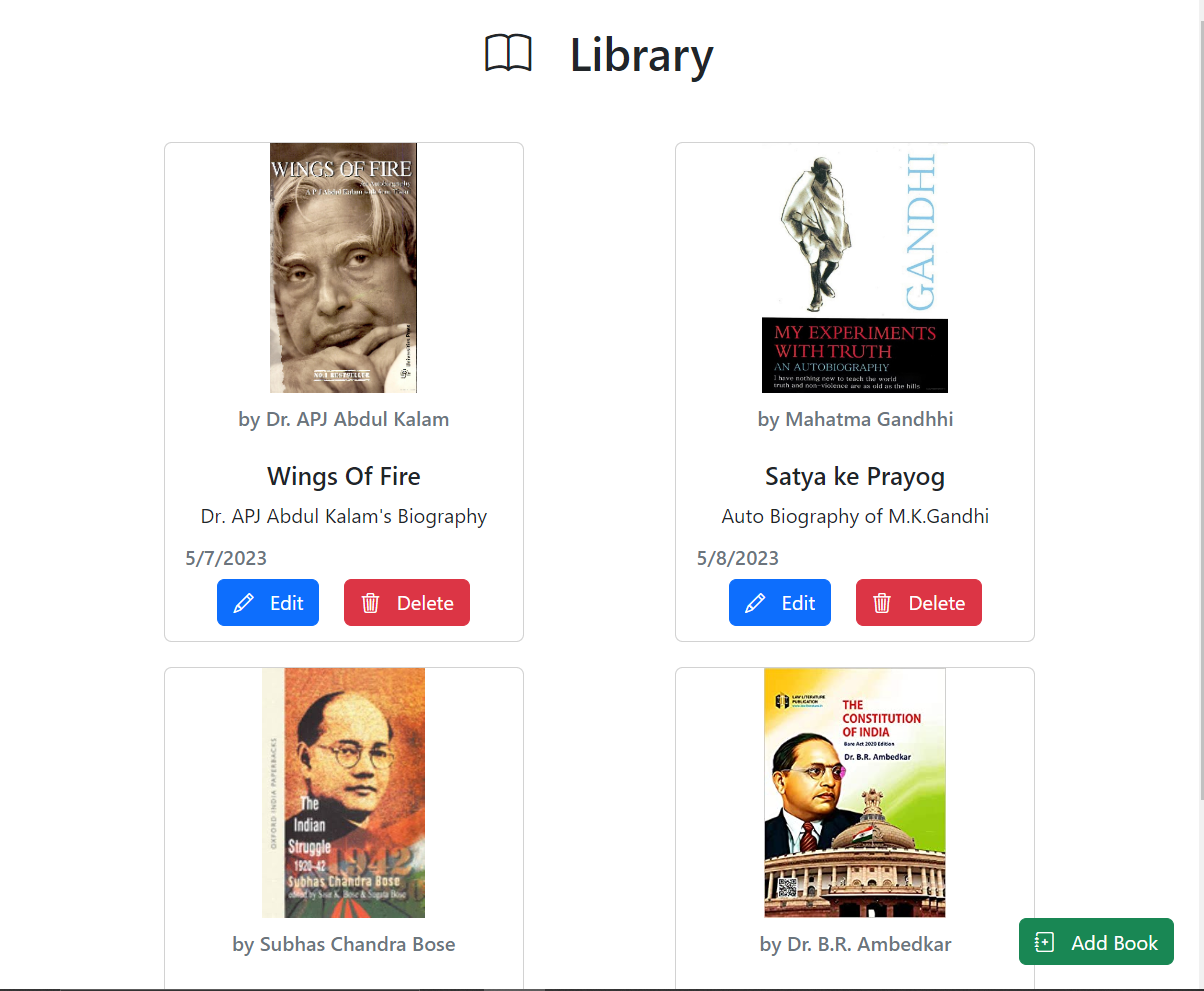 Library
WINGS OF FIRE
An Autobiography
by Dr. APJ Abdul Kalam
Wings Of Fire
Dr. APJ Abdul Kalam's Biography
5/7/2023
Edit
Delete
GANDHI
MY EXPERIMENTS
WITH TRUTH
AN AUTOBIOGRAPHY
I have nothing new to teach the world
truth and non-violence are as old as the hills
by Mahatma Gandhhi
Satya ke Prayog
Auto Biography of M.K.Gandhi
5/8/2023
Edit
Delete
OXFORD INDIA PAPERBACKS
The
Indian
Struggle
1920-42
1942
Subhas Chandra Bose
edited by Sisir K. Bose & Sugata Bose
by Subhas Chandra Bose
LAW LITERATURE
PUBLICATION
THE
CONSTITUTION
OF INDIA
Bare Act 2020 Edition
Dr. B.R. Ambedkar
by Dr. B.R. Ambedkar
Add Book